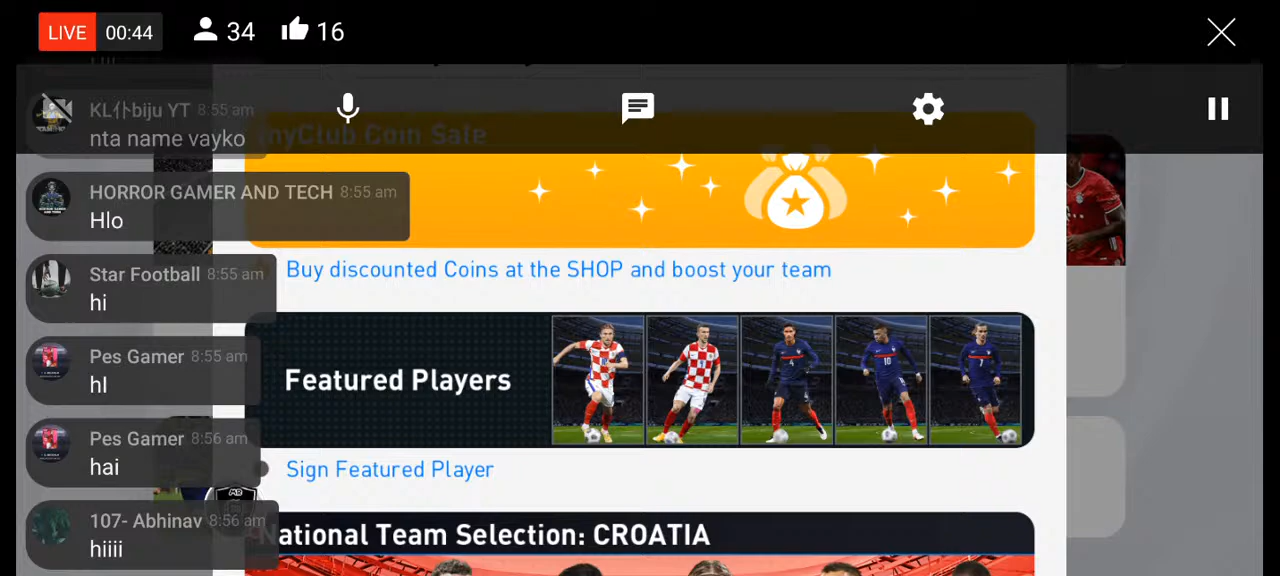 LIVE 00:44 34 16
KL仆biju YT 8:55 am
nta name vayko
HORROR GAMER AND TECH 8:55 am
Hlo
Star Football 8:55 am
hi
Pes Gamer 8:55 am
hI
Pes Gamer 8:56 am
hai
107- Abhinav 8:56 am
hiiii
myClub Coin Sale
Buy discounted Coins at the SHOP and boost your team
Featured Players
Sign Featured Player
National Team Selection: CROATIA